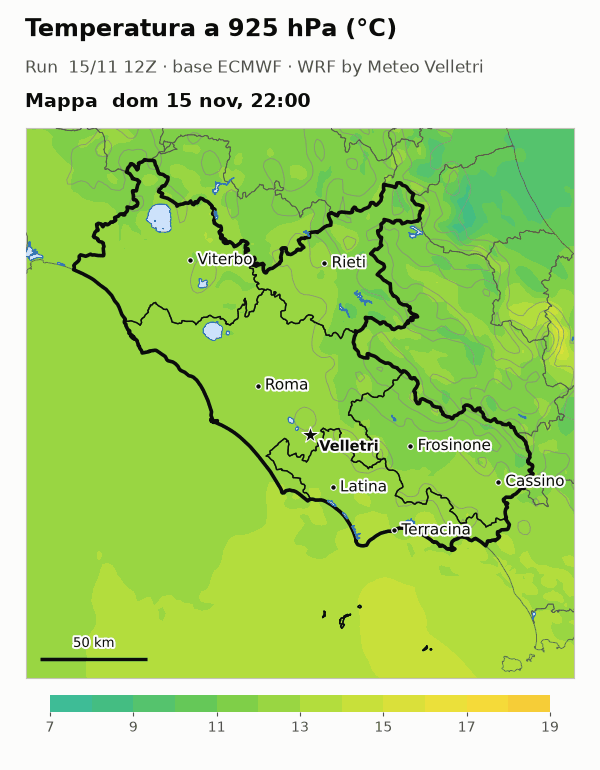 Temperatura a 925 hPa (°C)
Run  15/11 12Z · base ECMWF · WRF by Meteo Velletri
Mappa  dom 15 nov, 22:00
Viterbo
Rieti
Roma
Velletri
Frosinone
Cassino
Latina
Terracina
50 km
7 9 11 13 15 17 19